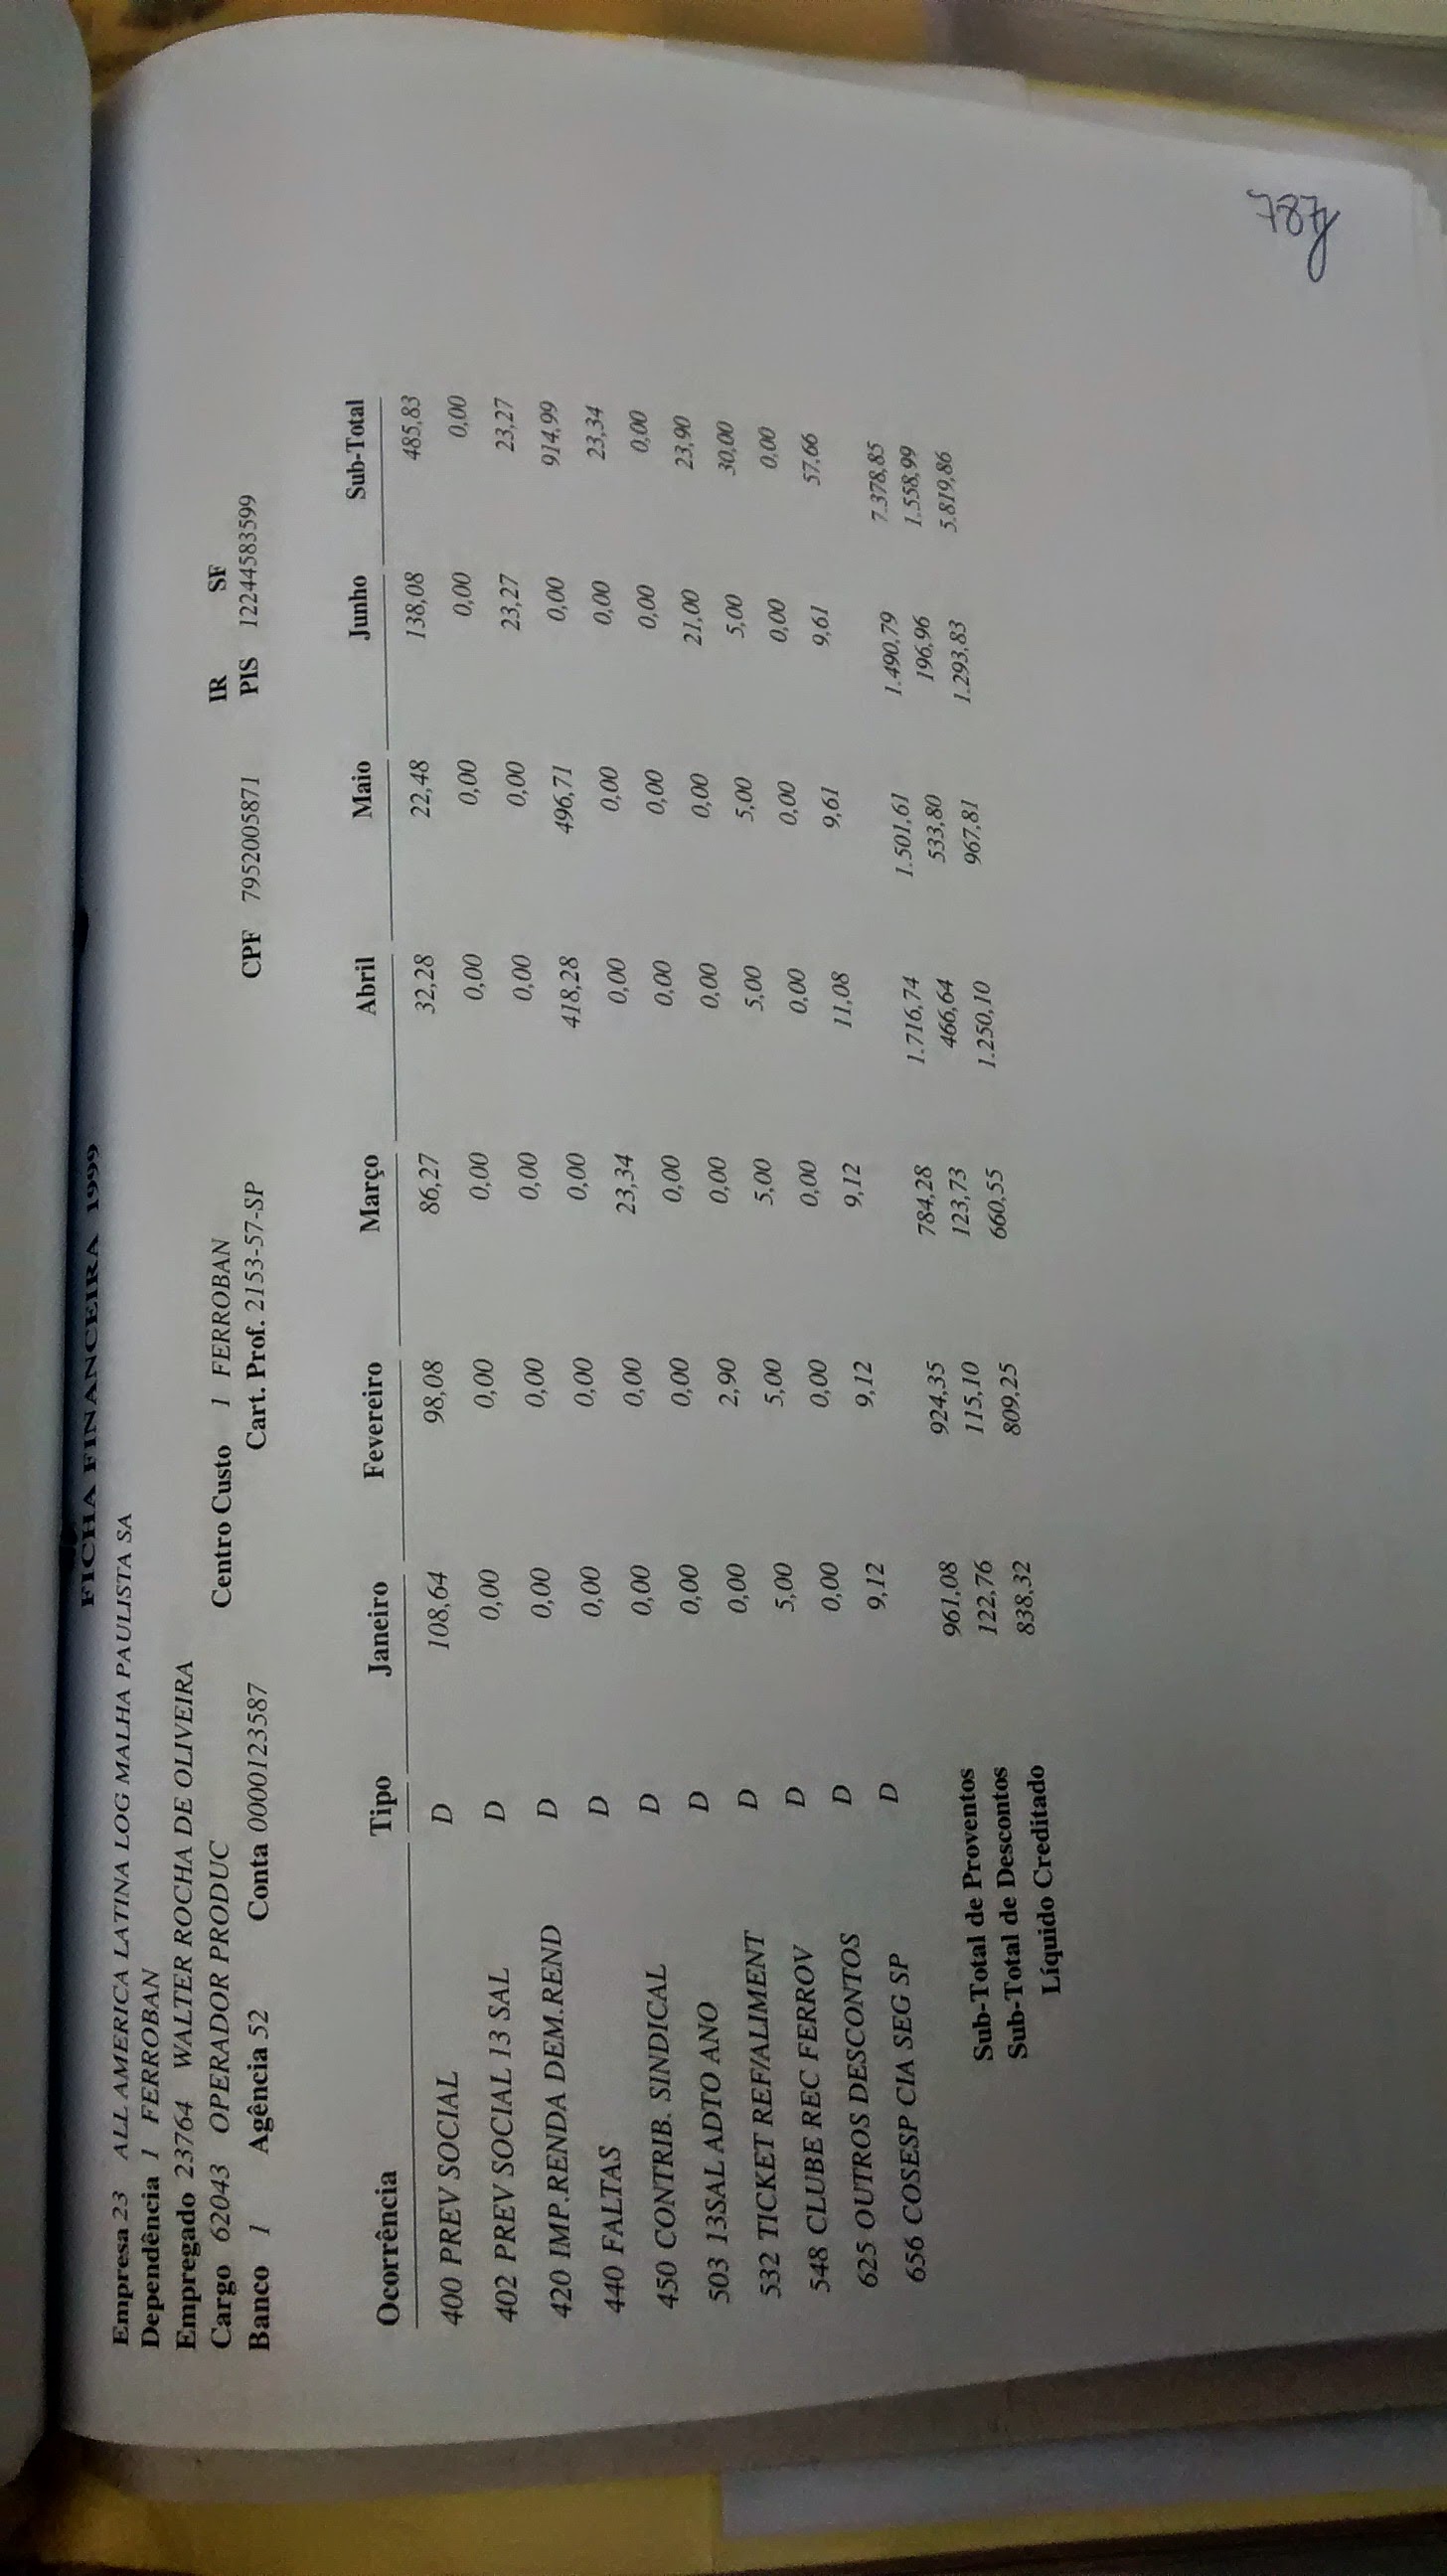 FICHA FINANCEIRA 1999
Empresa 23 ALL AMERICA LATINA LOG MALHA PAULISTA SA
Dependência 1 FERROBAN
Empregado 23764 WALTER ROCHA DE OLIVEIRA
Cargo 62043 OPERADOR PRODUC Centro Custo 1 FERROBAN IR SF
Banco 1 Agência 52 Conta 0000123587 Cart. Prof. 2153-57-SP CPF 7952005871 PIS 12244583599
Ocorrência Tipo Janeiro Fevereiro Março Abril Maio Junho Sub-Total
400 PREV SOCIAL D 108,64 98,08 86,27 32,28 22,48 138,08 485,83
402 PREV SOCIAL 13 SAL D 0,00 0,00 0,00 0,00 0,00 0,00 0,00
420 IMP.RENDA DEM.REND D 0,00 0,00 0,00 0,00 0,00 23,27 23,27
440 FALTAS D 0,00 0,00 0,00 418,28 496,71 0,00 914,99
450 CONTRIB. SINDICAL D 0,00 0,00 23,34 0,00 0,00 0,00 23,34
503 13SAL ADTO ANO D 0,00 0,00 0,00 0,00 0,00 0,00 0,00
532 TICKET REF/ALIMENT D 0,00 2,90 0,00 0,00 0,00 21,00 23,90
548 CLUBE REC FERROV D 5,00 5,00 5,00 5,00 5,00 5,00 30,00
625 OUTROS DESCONTOS D 0,00 0,00 0,00 0,00 0,00 0,00 0,00
656 COSESP CIA SEG SP D 9,12 9,12 9,12 11,08 9,61 9,61 57,66
Sub-Total de Proventos 961,08 924,35 784,28 1.716,74 1.501,61 1.490,79 7.378,85
Sub-Total de Descontos 122,76 115,10 123,73 466,64 533,80 196,96 1.558,99
Líquido Creditado 838,32 809,25 660,55 1.250,10 967,81 1.293,83 5.819,86